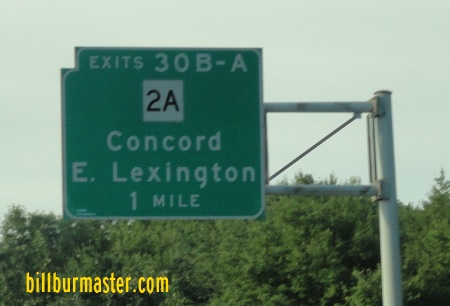 EXITS 30B-A
2A
Concord
E. Lexington
1 MILE
billburmaster.com